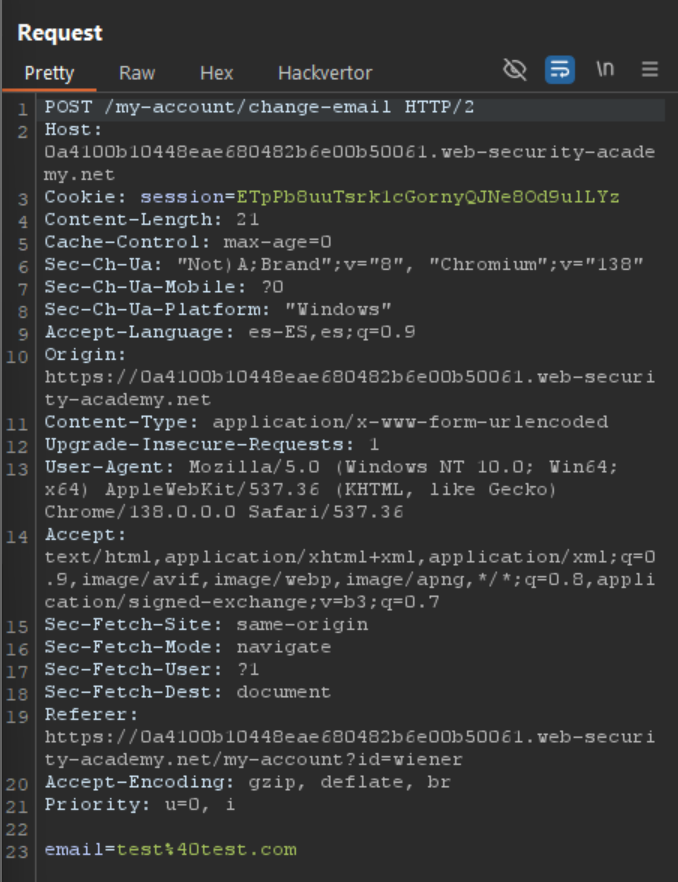 Request
Pretty Raw Hex Hackvertor \n
1 POST /my-account/change-email HTTP/2
2 Host:
0a4100b10448eae680482b6e00b50061.web-security-acade
my.net
3 Cookie: session=ETpPb8uuTsrk1cGornyQJNe8Od9ulLYz
4 Content-Length: 21
5 Cache-Control: max-age=0
6 Sec-Ch-Ua: "Not)A;Brand";v="8", "Chromium";v="138"
7 Sec-Ch-Ua-Mobile: ?0
8 Sec-Ch-Ua-Platform: "Windows"
9 Accept-Language: es-ES,es;q=0.9
10 Origin:
https://0a4100b10448eae680482b6e00b50061.web-securi
ty-academy.net
11 Content-Type: application/x-www-form-urlencoded
12 Upgrade-Insecure-Requests: 1
13 User-Agent: Mozilla/5.0 (Windows NT 10.0; Win64;
x64) AppleWebKit/537.36 (KHTML, like Gecko)
Chrome/138.0.0.0 Safari/537.36
14 Accept:
text/html,application/xhtml+xml,application/xml;q=0
.9,image/avif,image/webp,image/apng,*/*;q=0.8,appli
cation/signed-exchange;v=b3;q=0.7
15 Sec-Fetch-Site: same-origin
16 Sec-Fetch-Mode: navigate
17 Sec-Fetch-User: ?1
18 Sec-Fetch-Dest: document
19 Referer:
https://0a4100b10448eae680482b6e00b50061.web-securi
ty-academy.net/my-account?id=wiener
20 Accept-Encoding: gzip, deflate, br
21 Priority: u=0, i
22
23 email=test%40test.com